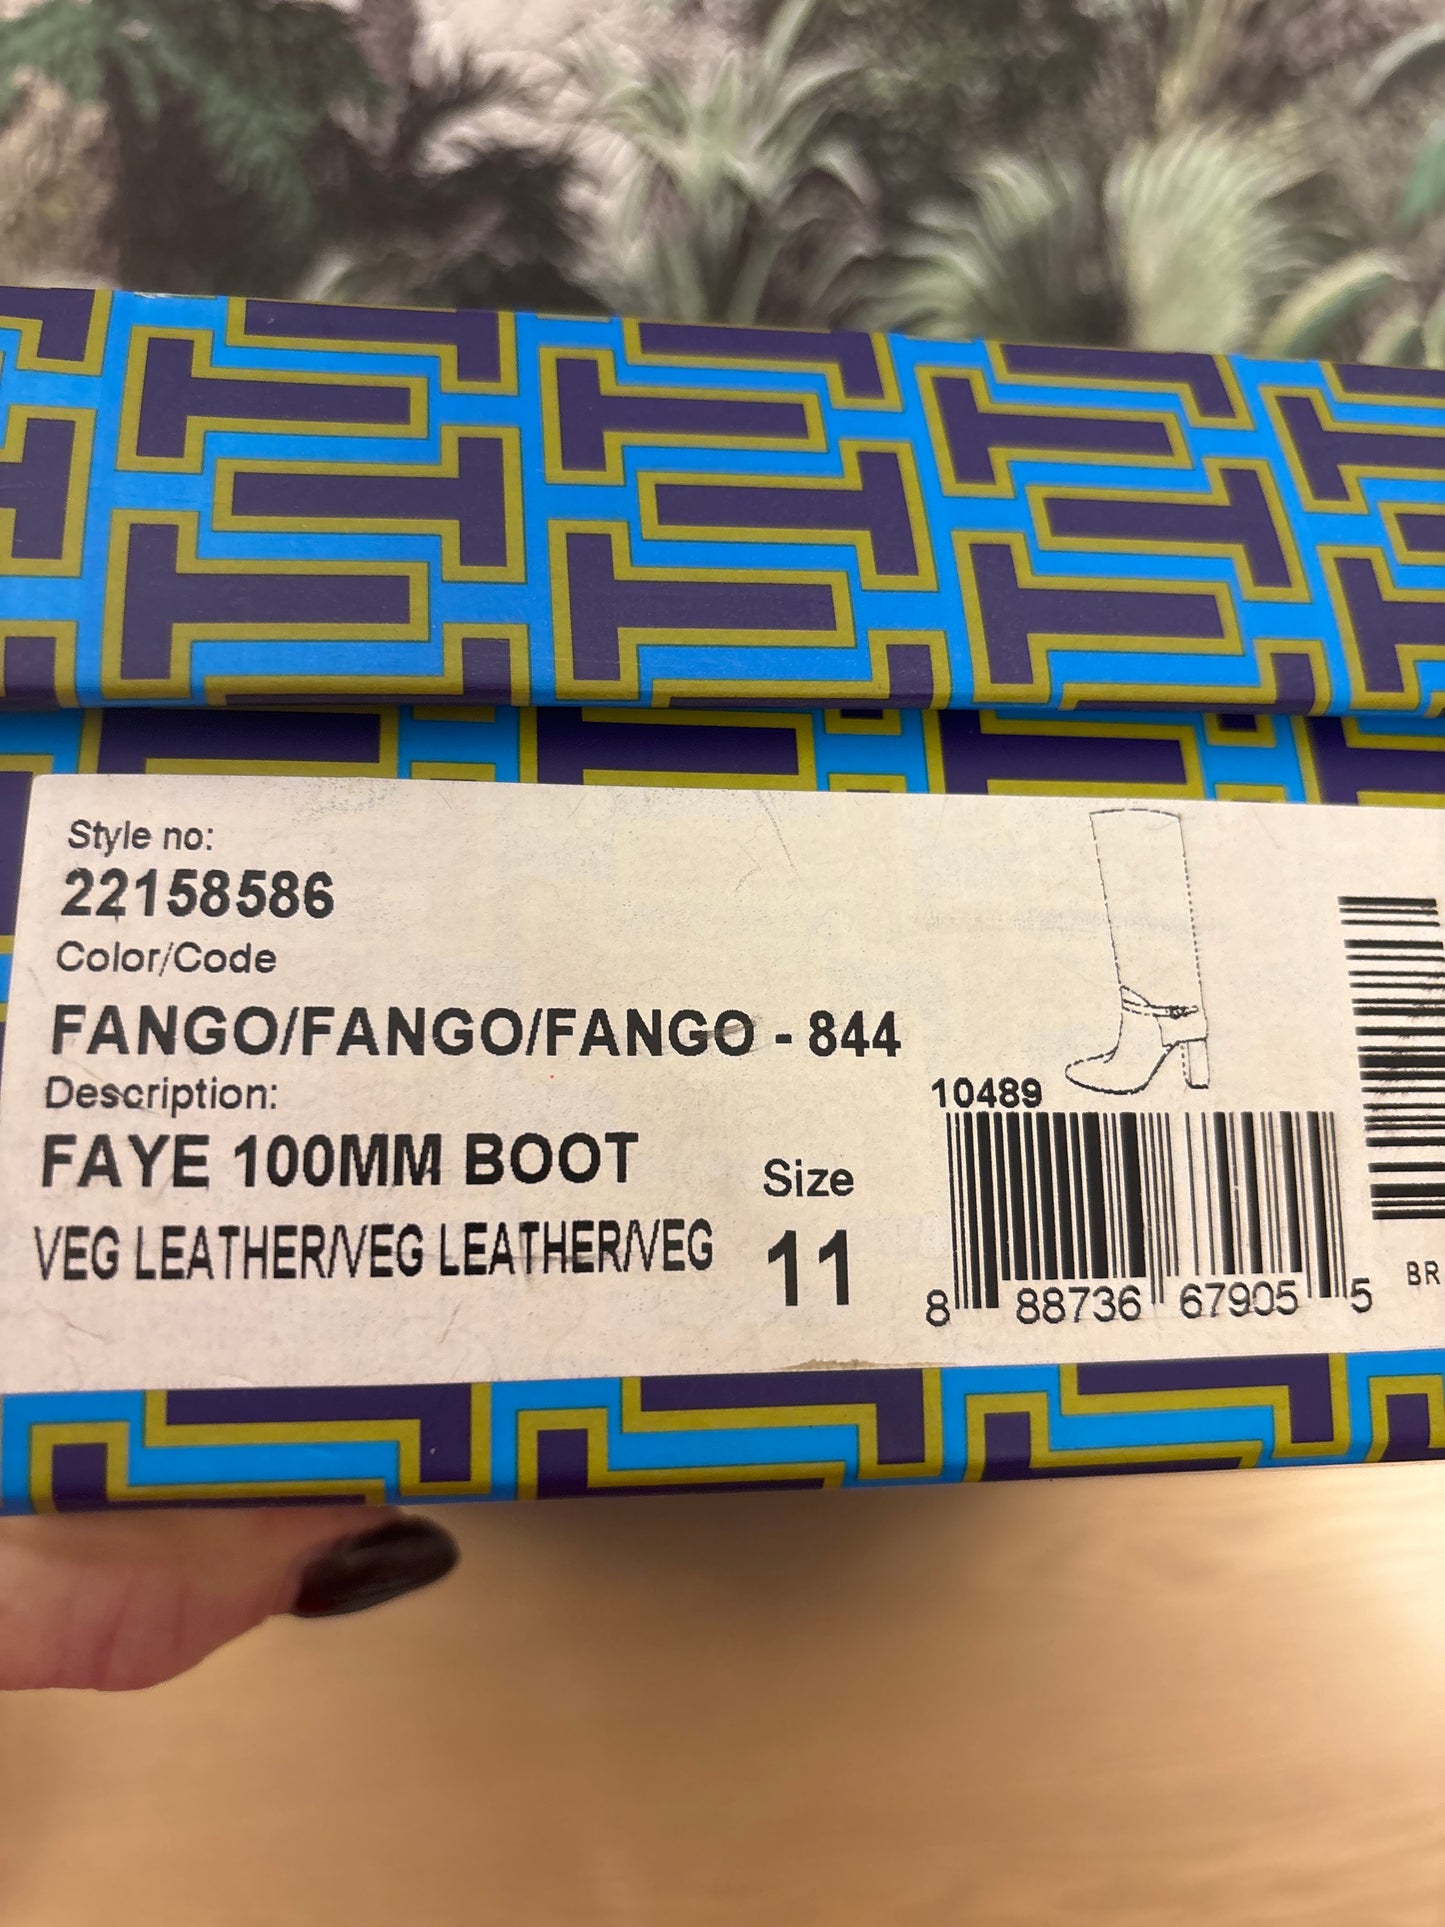 Style no:
22158586
Color/Code
FANGO/FANGO/FANGO - 844
Description:
FAYE 100MM BOOT
VEG LEATHER/VEG LEATHER/VEG
Size
11
10489
8 88736 67905 5
BR